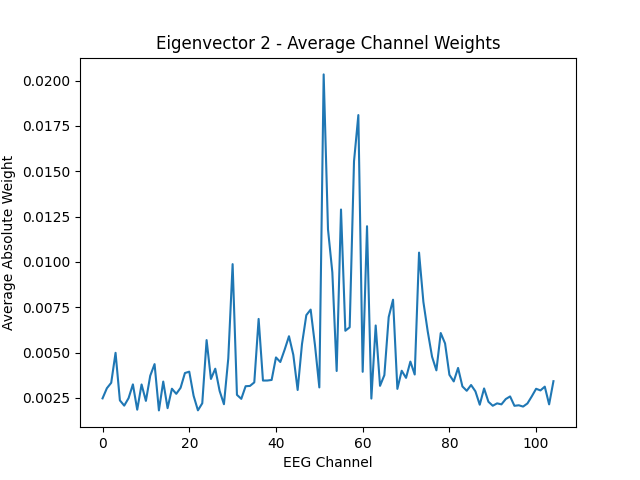 Eigenvector 2 - Average Channel Weights
0.0200
0.0175
0.0150
0.0125
0.0100
0.0075
0.0050
0.0025
Average Absolute Weight
0 20 40 60 80 100
EEG Channel